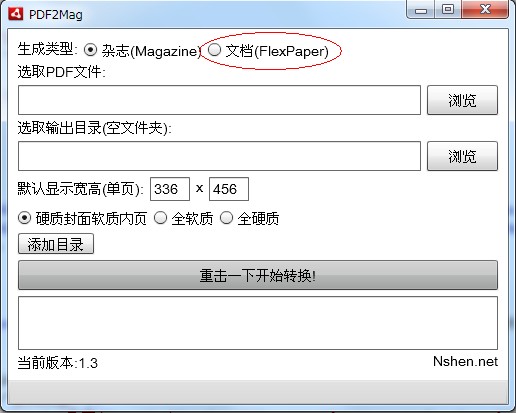 PDF2Mag
生成类型: 杂志(Magazine) 文档(FlexPaper)
选取PDF文件:
浏览
选取输出目录(空文件夹):
浏览
默认显示宽高(单页): 336 x 456
硬质封面软质内页 全软质 全硬质
添加目录
重击一下开始转换!
当前版本:1.3 Nshen.net